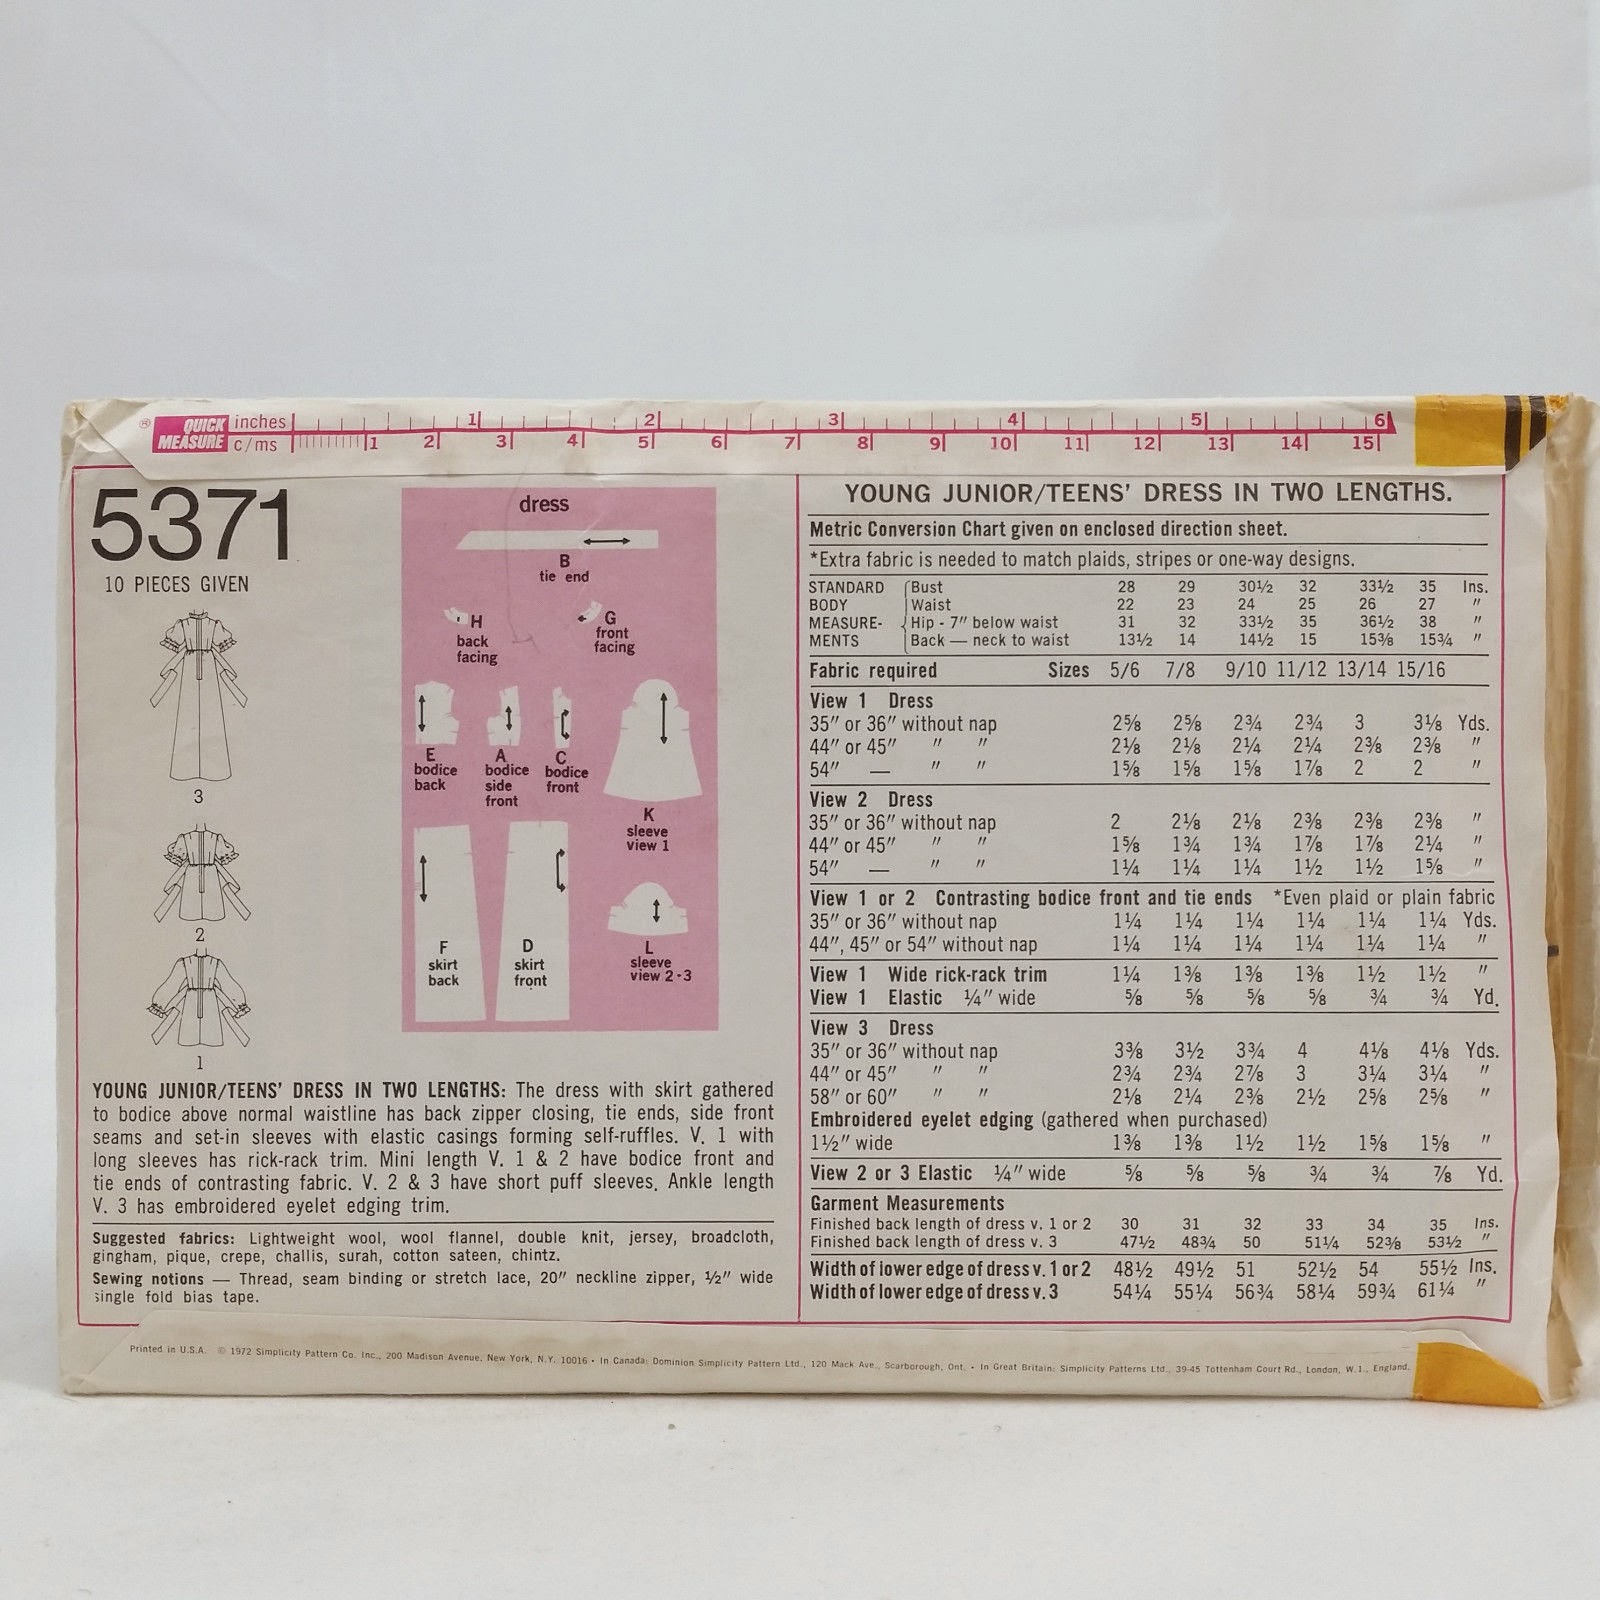 ® QUICK MEASURE inches 1 2 3 4 5 6
c/ms 1 2 3 4 5 6 7 8 9 10 11 12 13 14 15
5371
10 PIECES GIVEN
3
2
1
dress
B
tie end
H
back
facing
G
front
facing
E
bodice
back
A
bodice
side
front
C
bodice
front
K
sleeve
view 1
F
skirt
back
D
skirt
front
L
sleeve
view 2-3
YOUNG JUNIOR/TEENS' DRESS IN TWO LENGTHS: The dress with skirt gathered
to bodice above normal waistline has back zipper closing, tie ends, side front
seams and set-in sleeves with elastic casings forming self-ruffles. V. 1 with
long sleeves has rick-rack trim. Mini length V. 1 & 2 have bodice front and
tie ends of contrasting fabric. V. 2 & 3 have short puff sleeves. Ankle length
V. 3 has embroidered eyelet edging trim.
Suggested fabrics: Lightweight wool, wool flannel, double knit, jersey, broadcloth,
gingham, pique, crepe, challis, surah, cotton sateen, chintz.
Sewing notions — Thread, seam binding or stretch lace, 20" neckline zipper, ½" wide
single fold bias tape.
YOUNG JUNIOR/TEENS' DRESS IN TWO LENGTHS.
Metric Conversion Chart given on enclosed direction sheet.
*Extra fabric is needed to match plaids, stripes or one-way designs.
STANDARD Bust 28 29 30½ 32 33½ 35 Ins.
BODY Waist 22 23 24 25 26 27 "
MEASURE- Hip - 7" below waist 31 32 33½ 35 36½ 38 "
MENTS Back — neck to waist 13½ 14 14½ 15 15⅜ 15¾ "
Fabric required Sizes 5/6 7/8 9/10 11/12 13/14 15/16
View 1 Dress
35" or 36" without nap 2⅝ 2⅝ 2¾ 2¾ 3 3⅛ Yds.
44" or 45" " " 2⅛ 2⅛ 2¼ 2¼ 2⅜ 2⅜ "
54" — " " 1⅝ 1⅝ 1⅝ 1⅞ 2 2 "
View 2 Dress
35" or 36" without nap 2 2⅛ 2⅛ 2⅜ 2⅜ 2⅜ "
44" or 45" " " 1⅝ 1¾ 1¾ 1⅞ 1⅞ 2¼ "
54" — " " 1¼ 1¼ 1¼ 1½ 1½ 1⅝ "
View 1 or 2 Contrasting bodice front and tie ends *Even plaid or plain fabric
35" or 36" without nap 1¼ 1¼ 1¼ 1¼ 1¼ 1¼ Yds.
44", 45" or 54" without nap 1¼ 1¼ 1¼ 1¼ 1¼ 1¼ "
View 1 Wide rick-rack trim 1¼ 1⅜ 1⅜ 1⅜ 1½ 1½ "
View 1 Elastic ¼" wide ⅝ ⅝ ⅝ ⅝ ¾ ¾ Yd.
View 3 Dress
35" or 36" without nap 3⅜ 3½ 3¾ 4 4⅛ 4⅛ Yds.
44" or 45" " " 2¾ 2¾ 2⅞ 3 3¼ 3¼ "
58" or 60" " " 2⅛ 2¼ 2⅜ 2½ 2⅝ 2⅝ "
Embroidered eyelet edging (gathered when purchased)
1½" wide 1⅜ 1⅜ 1½ 1½ 1⅝ 1⅝ "
View 2 or 3 Elastic ¼" wide ⅝ ⅝ ⅝ ¾ ¾ ⅞ Yd.
Garment Measurements
Finished back length of dress v. 1 or 2 30 31 32 33 34 35 Ins.
Finished back length of dress v. 3 47½ 48¾ 50 51¼ 52⅜ 53½ "
Width of lower edge of dress v. 1 or 2 48½ 49½ 51 52½ 54 55½ Ins.
Width of lower edge of dress v. 3 54¼ 55¼ 56¾ 58¼ 59¾ 61¼ "
Printed in U.S.A. © 1972 Simplicity Pattern Co. Inc., 200 Madison Avenue, New York, N.Y. 10016 • In Canada: Dominion Simplicity Pattern Ltd., 120 Mack Ave., Scarborough, Ont. • In Great Britain: Simplicity Patterns Ltd., 39-45 Tottenham Court Rd., London, W.1., England.